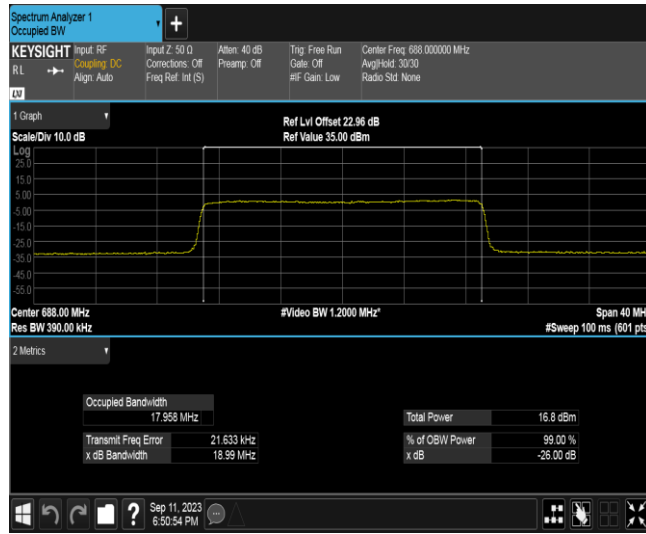 Spectrum Analyzer 1
Occupied BW
+
KEYSIGHT
RL
LXI
Input: RF
Coupling: DC
Align: Auto
Input Z: 50 Ω
Corrections: Off
Freq Ref: Int (S)
Atten: 40 dB
Preamp: Off
Trig: Free Run
Gate: Off
#IF Gain: Low
Center Freq: 688.000000 MHz
Avg|Hold: 30/30
Radio Std: None
1 Graph
Scale/Div 10.0 dB
Ref Lvl Offset 22.96 dB
Ref Value 35.00 dBm
Log
25.0
15.0
5.00
-5.00
-15.0
-25.0
-35.0
-45.0
-55.0
Center 688.00 MHz
Res BW 390.00 kHz
#Video BW 1.2000 MHz*
Span 40 MH
#Sweep 100 ms (601 pts
2 Metrics
Occupied Bandwidth
17.958 MHz
Transmit Freq Error 21.633 kHz
x dB Bandwidth 18.99 MHz
Total Power 16.8 dBm
% of OBW Power 99.00 %
x dB -26.00 dB
?
Sep 11, 2023
6:50:54 PM